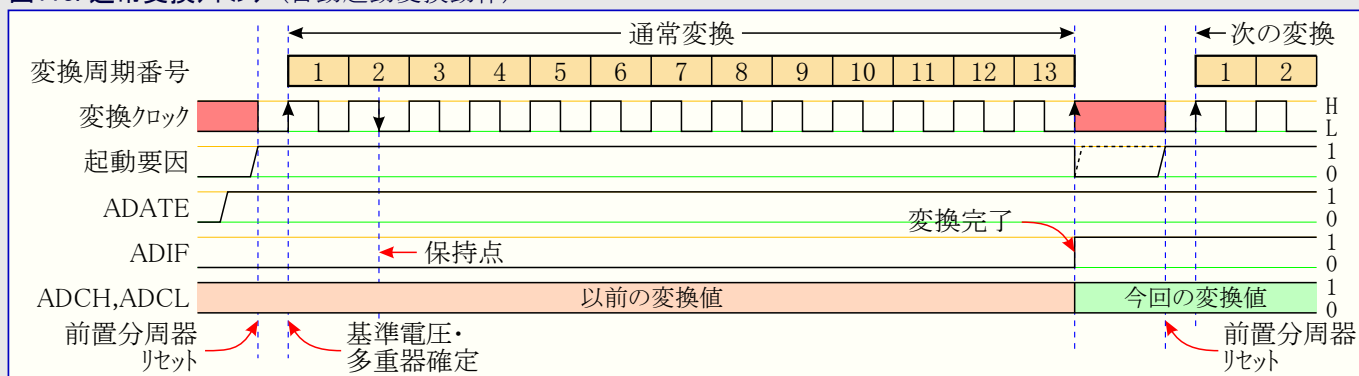 通常変換
次の変換
変換周期番号 1 2 3 4 5 6 7 8 9 10 11 12 13 1 2
変換クロック
H
L
起動要因
1
0
ADATE
1
0
変換完了
ADIF
保持点
1
0
ADCH,ADCL
以前の変換値
今回の変換値
1
0
前置分周器
リセット
基準電圧・
多重器確定
前置分周器
リセット